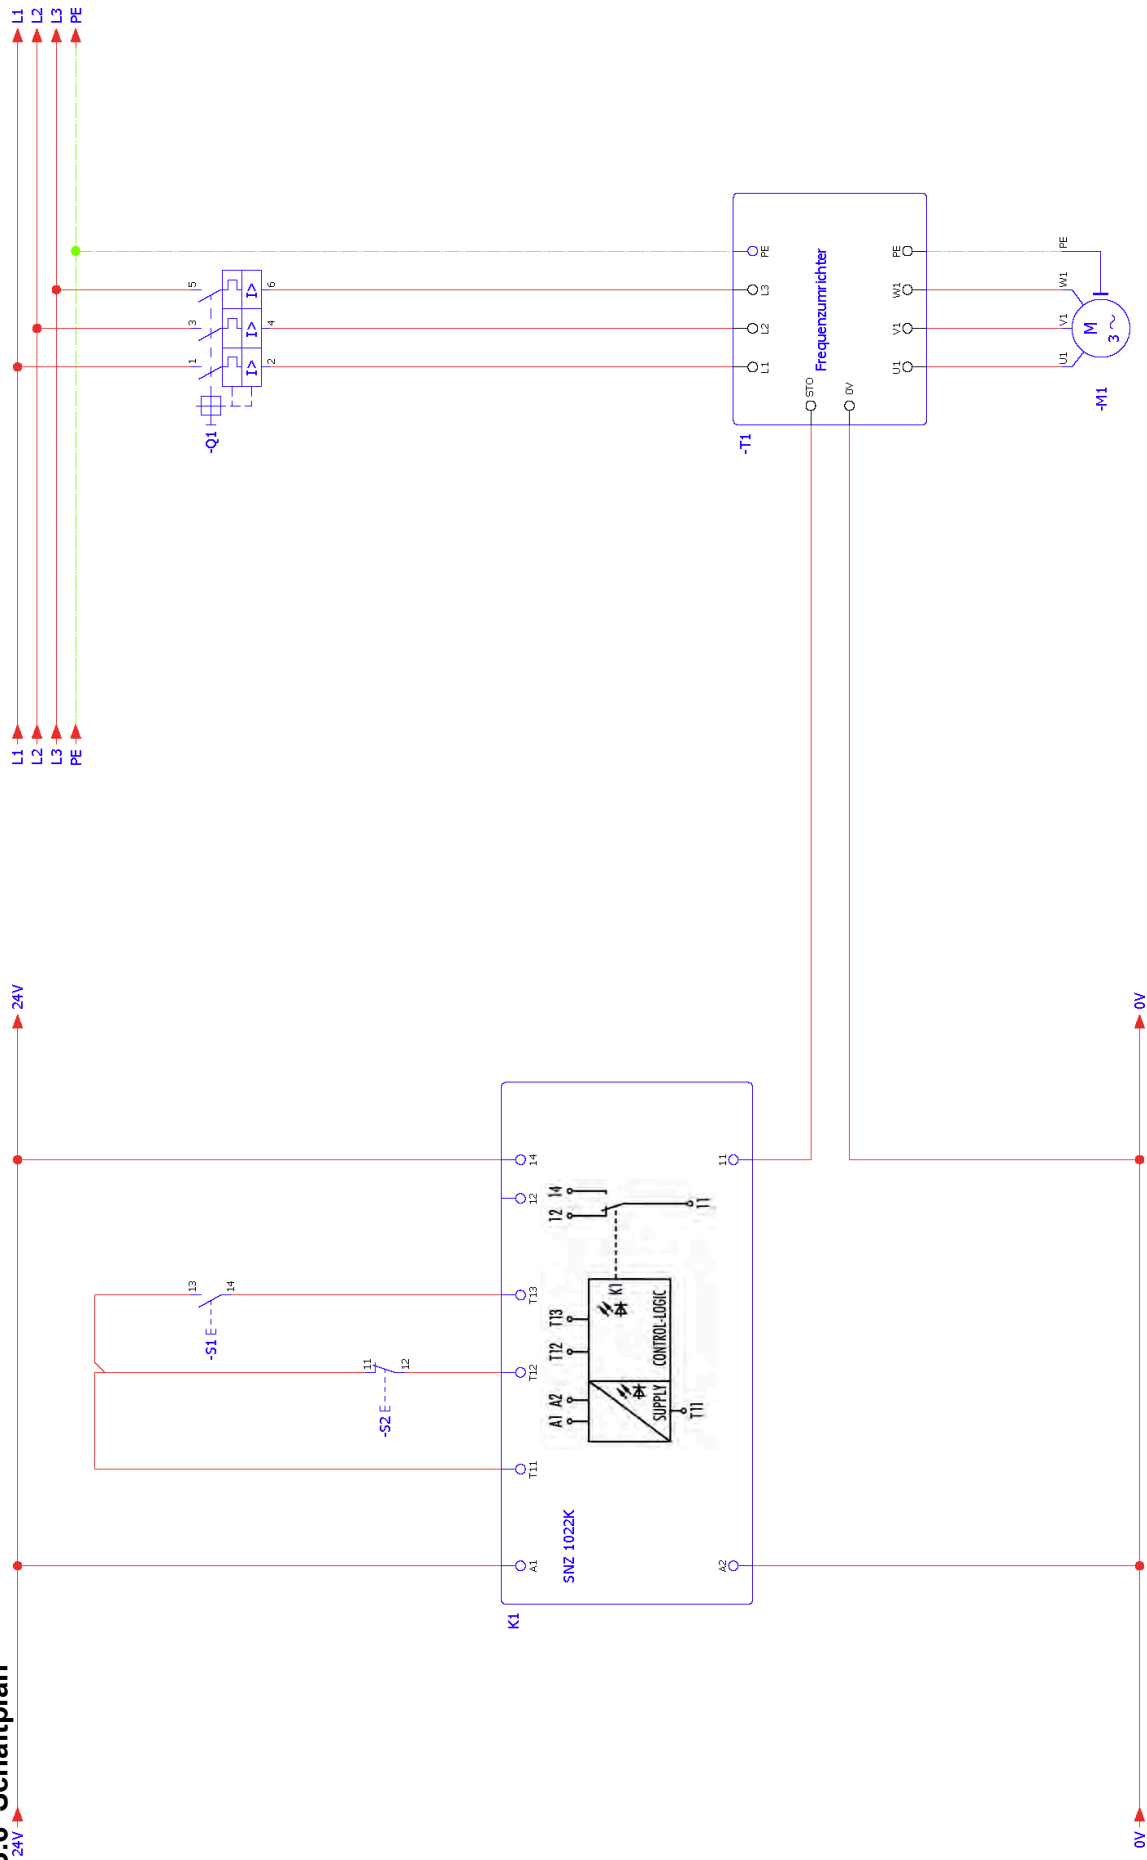 Schaltplan
24V
24V
L1
L1
L2
L2
L3
L3
PE
PE
13
14
-S1
11
12
-S2
1
3
5
-Q1
I>
I>
I>
2
4
6
K1
A1
T11
T12
T13
12
14
SNZ 1022K
A1
A2
T12
T13
12
14
K1
SUPPLY
CONTROL-LOGIC
T11
11
A2
11
-T1
L1
L2
L3
PE
STO
0V
Frequenzumrichter
U1
V1
W1
PE
U1
V1
W1
PE
-M1
M
3 ~
0V
0V